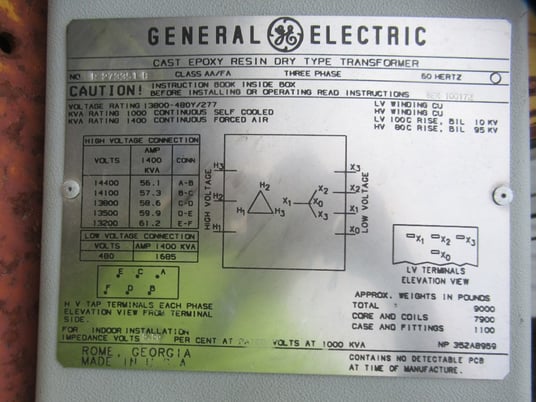 GENERAL GE ELECTRIC
CAST EPOXY RESIN DRY TYPE TRANSFORMER
NO. CLASS AA/FA THREE PHASE 60 HERTZ
CAUTION! INSTRUCTION BOOK INSIDE BOX
BEFORE INSTALLING OR OPERATING READ INSTRUCTIONS
VOLTAGE RATING 13800-480Y/277
KVA RATING 1000 CONTINUOUS SELF COOLED
KVA RATING 1400 CONTINUOUS FORCED AIR
LV WINDING CU
HV WINDING CU
LV 100C RISE, BIL 10 KV
HV 80C RISE, BIL 95 KV
HIGH VOLTAGE CONNECTION
VOLTS AMP 1400 KVA CONN
14400 56.1 A-B
14100 57.3 B-C
13800 58.6 C-D
13500 59.9 D-E
13200 61.2 E-F
LOW VOLTAGE CONNECTION
VOLTS AMP 1400 KVA
480 1685
E C A
F D B
H V TAP TERMINALS EACH PHASE
ELEVATION VIEW FROM TERMINAL
SIDE.
FOR INDOOR INSTALLATION
IMPEDANCE VOLTS PER CENT AT RATED VOLTS AT 1000 KVA
ROME, GEORGIA
MADE IN U.S.A
HIGH VOLTAGE
H3
H2
H1
H2
H1 H3
X2
X1 X0
X3
LOW VOLTAGE
X3
X2
X1
X0
X1 X2 X3
X0
LV TERMINALS
ELEVATION VIEW
APPROX. WEIGHTS IN POUNDS
TOTAL 9000
CORE AND COILS 7900
CASE AND FITTINGS 1100
NP 362A8959
CONTAINS NO DETECTABLE PCB
AT TIME OF MANUFACTURE.